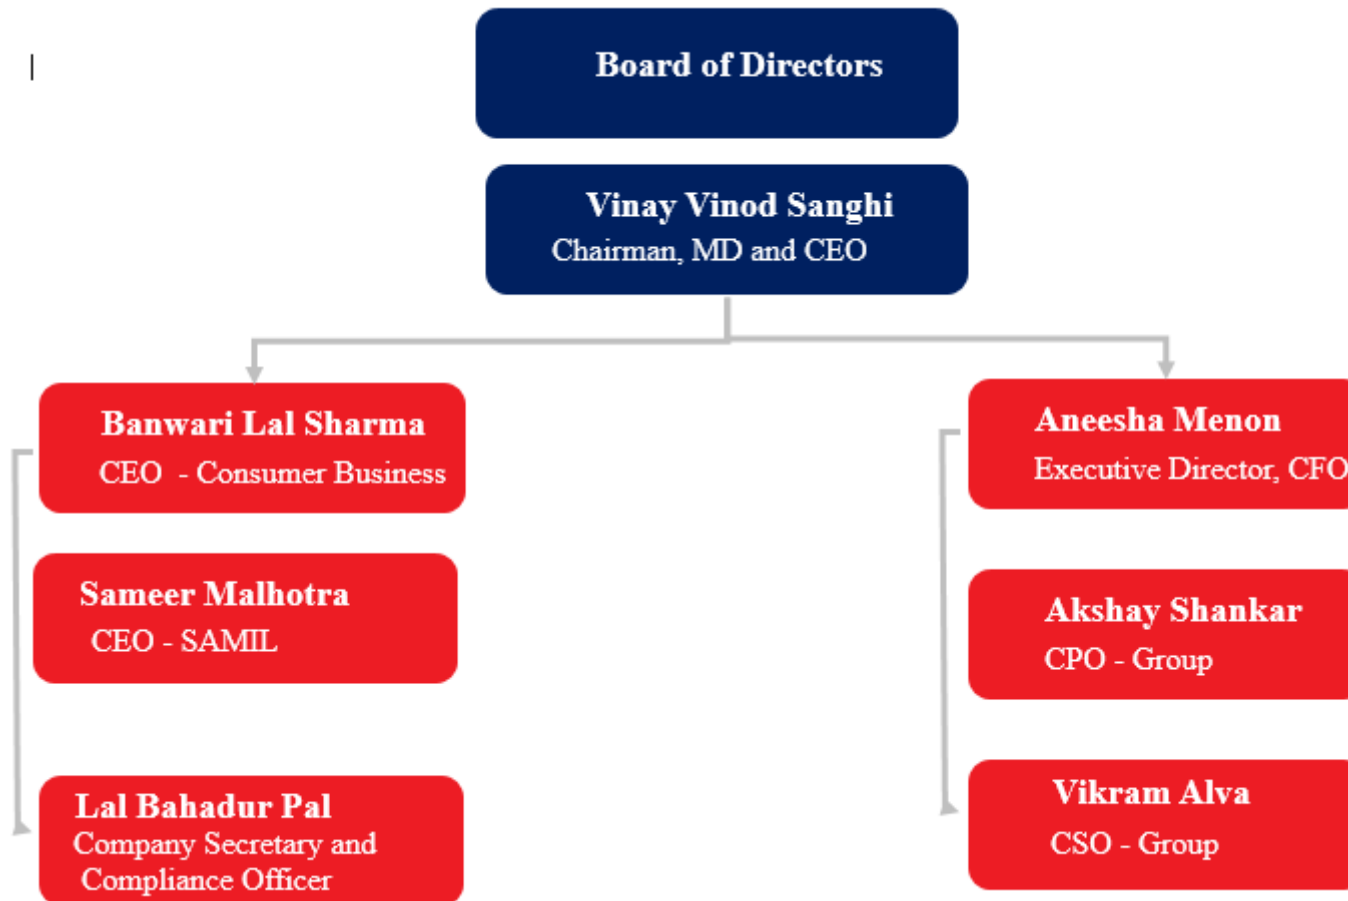 Board of Directors
Vinay Vinod Sanghi
Chairman, MD and CEO
Banwari Lal Sharma
CEO - Consumer Business
Aneesha Menon
Executive Director, CFO
Sameer Malhotra
CEO - SAMIL
Akshay Shankar
CPO - Group
Lal Bahadur Pal
Company Secretary and
Compliance Officer
Vikram Alva
CSO - Group